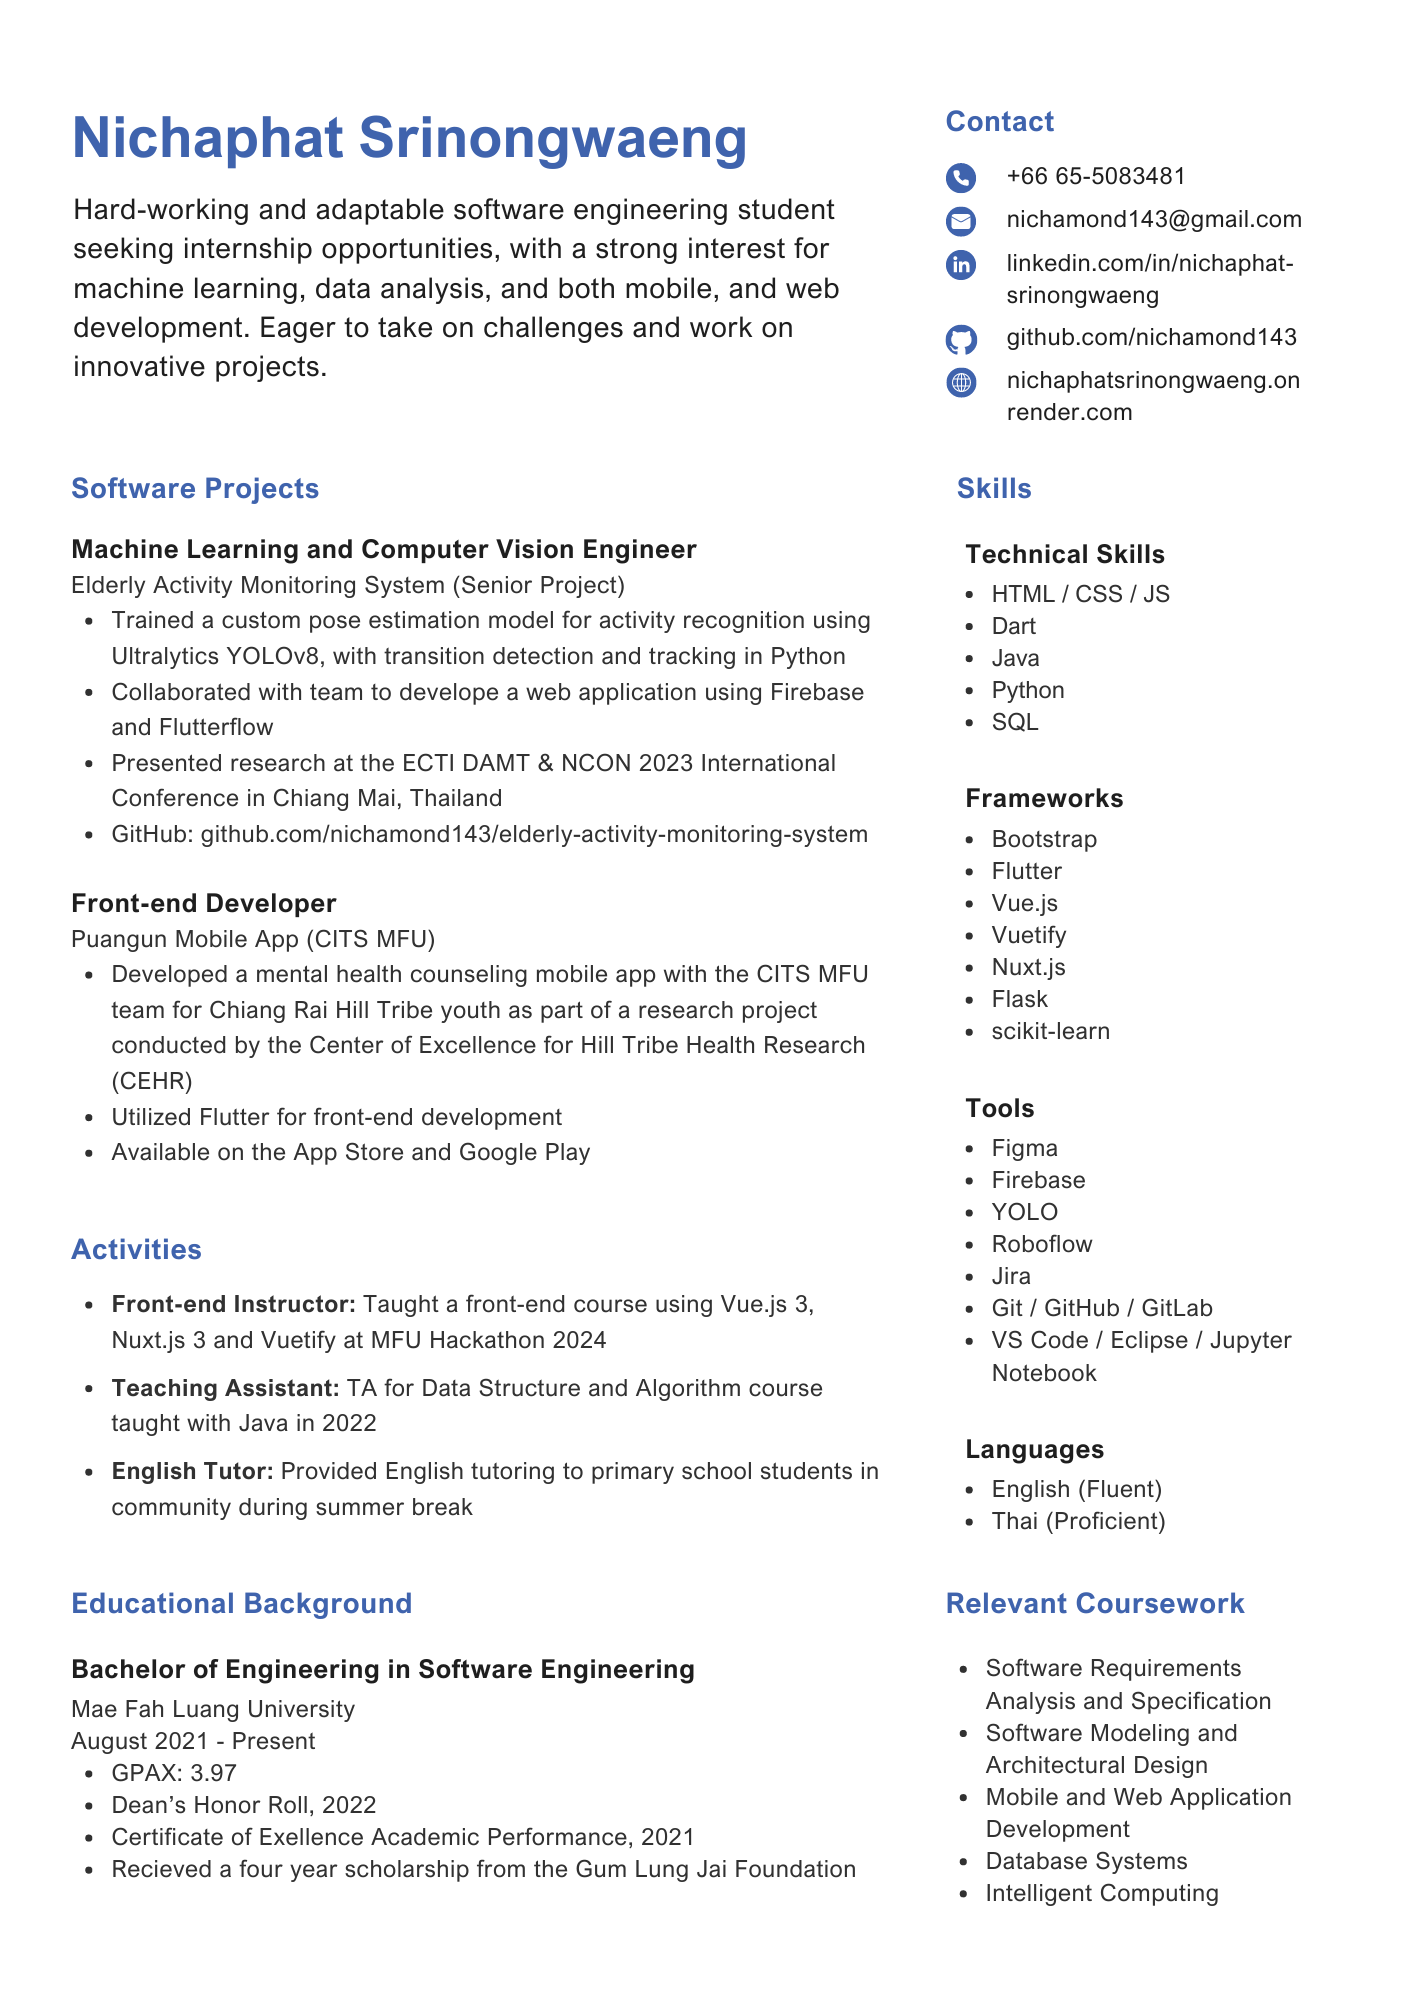 Nichaphat Srinongwaeng
Hard-working and adaptable software engineering student
seeking internship opportunities, with a strong interest for
machine learning, data analysis, and both mobile, and web
development. Eager to take on challenges and work on
innovative projects.
Contact
+66 65-5083481
nichamond143@gmail.com
linkedin.com/in/nichaphat-
srinongwaeng
github.com/nichamond143
nichaphatsrinongwaeng.on
render.com
Software Projects
Machine Learning and Computer Vision Engineer
Elderly Activity Monitoring System (Senior Project)
• Trained a custom pose estimation model for activity recognition using
Ultralytics YOLOv8, with transition detection and tracking in Python
• Collaborated with team to develope a web application using Firebase
and Flutterflow
• Presented research at the ECTI DAMT & NCON 2023 International
Conference in Chiang Mai, Thailand
• GitHub: github.com/nichamond143/elderly-activity-monitoring-system
Front-end Developer
Puangun Mobile App (CITS MFU)
• Developed a mental health counseling mobile app with the CITS MFU
team for Chiang Rai Hill Tribe youth as part of a research project
conducted by the Center of Excellence for Hill Tribe Health Research
(CEHR)
• Utilized Flutter for front-end development
• Available on the App Store and Google Play
Activities
• Front-end Instructor: Taught a front-end course using Vue.js 3,
Nuxt.js 3 and Vuetify at MFU Hackathon 2024
• Teaching Assistant: TA for Data Structure and Algorithm course
taught with Java in 2022
• English Tutor: Provided English tutoring to primary school students in
community during summer break
Skills
Technical Skills
• HTML / CSS / JS
• Dart
• Java
• Python
• SQL
Frameworks
• Bootstrap
• Flutter
• Vue.js
• Vuetify
• Nuxt.js
• Flask
• scikit-learn
Tools
• Figma
• Firebase
• YOLO
• Roboflow
• Jira
• Git / GitHub / GitLab
• VS Code / Eclipse / Jupyter
Notebook
Languages
• English (Fluent)
• Thai (Proficient)
Educational Background
Bachelor of Engineering in Software Engineering
Mae Fah Luang University
August 2021 - Present
• GPAX: 3.97
• Dean’s Honor Roll, 2022
• Certificate of Exellence Academic Performance, 2021
• Recieved a four year scholarship from the Gum Lung Jai Foundation
Relevant Coursework
• Software Requirements
Analysis and Specification
• Software Modeling and
Architectural Design
• Mobile and Web Application
Development
• Database Systems
• Intelligent Computing